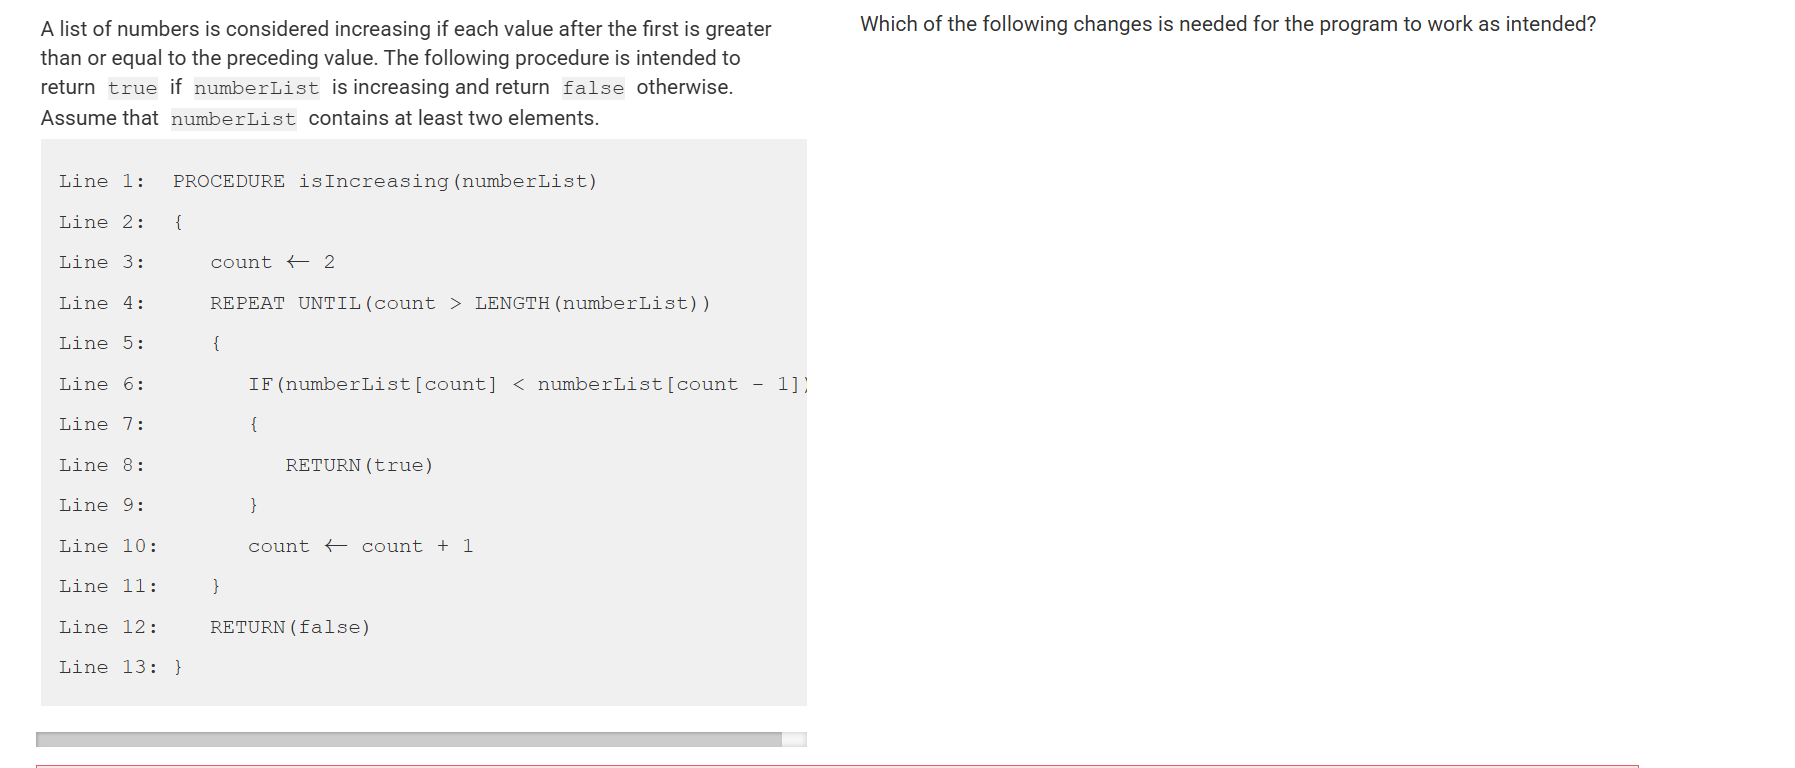 A list of numbers is considered increasing if each value after the first is greater
than or equal to the preceding value. The following procedure is intended to
return true if numberList is increasing and return false otherwise.
Assume that numberList contains at least two elements.
Line 1: PROCEDURE isIncreasing(numberList)
Line 2: {
Line 3: count ← 2
Line 4: REPEAT UNTIL(count > LENGTH(numberList))
Line 5: {
Line 6: IF(numberList[count] < numberList[count - 1])
Line 7: {
Line 8: RETURN(true)
Line 9: }
Line 10: count ← count + 1
Line 11: }
Line 12: RETURN(false)
Line 13: }
Which of the following changes is needed for the program to work as intended?